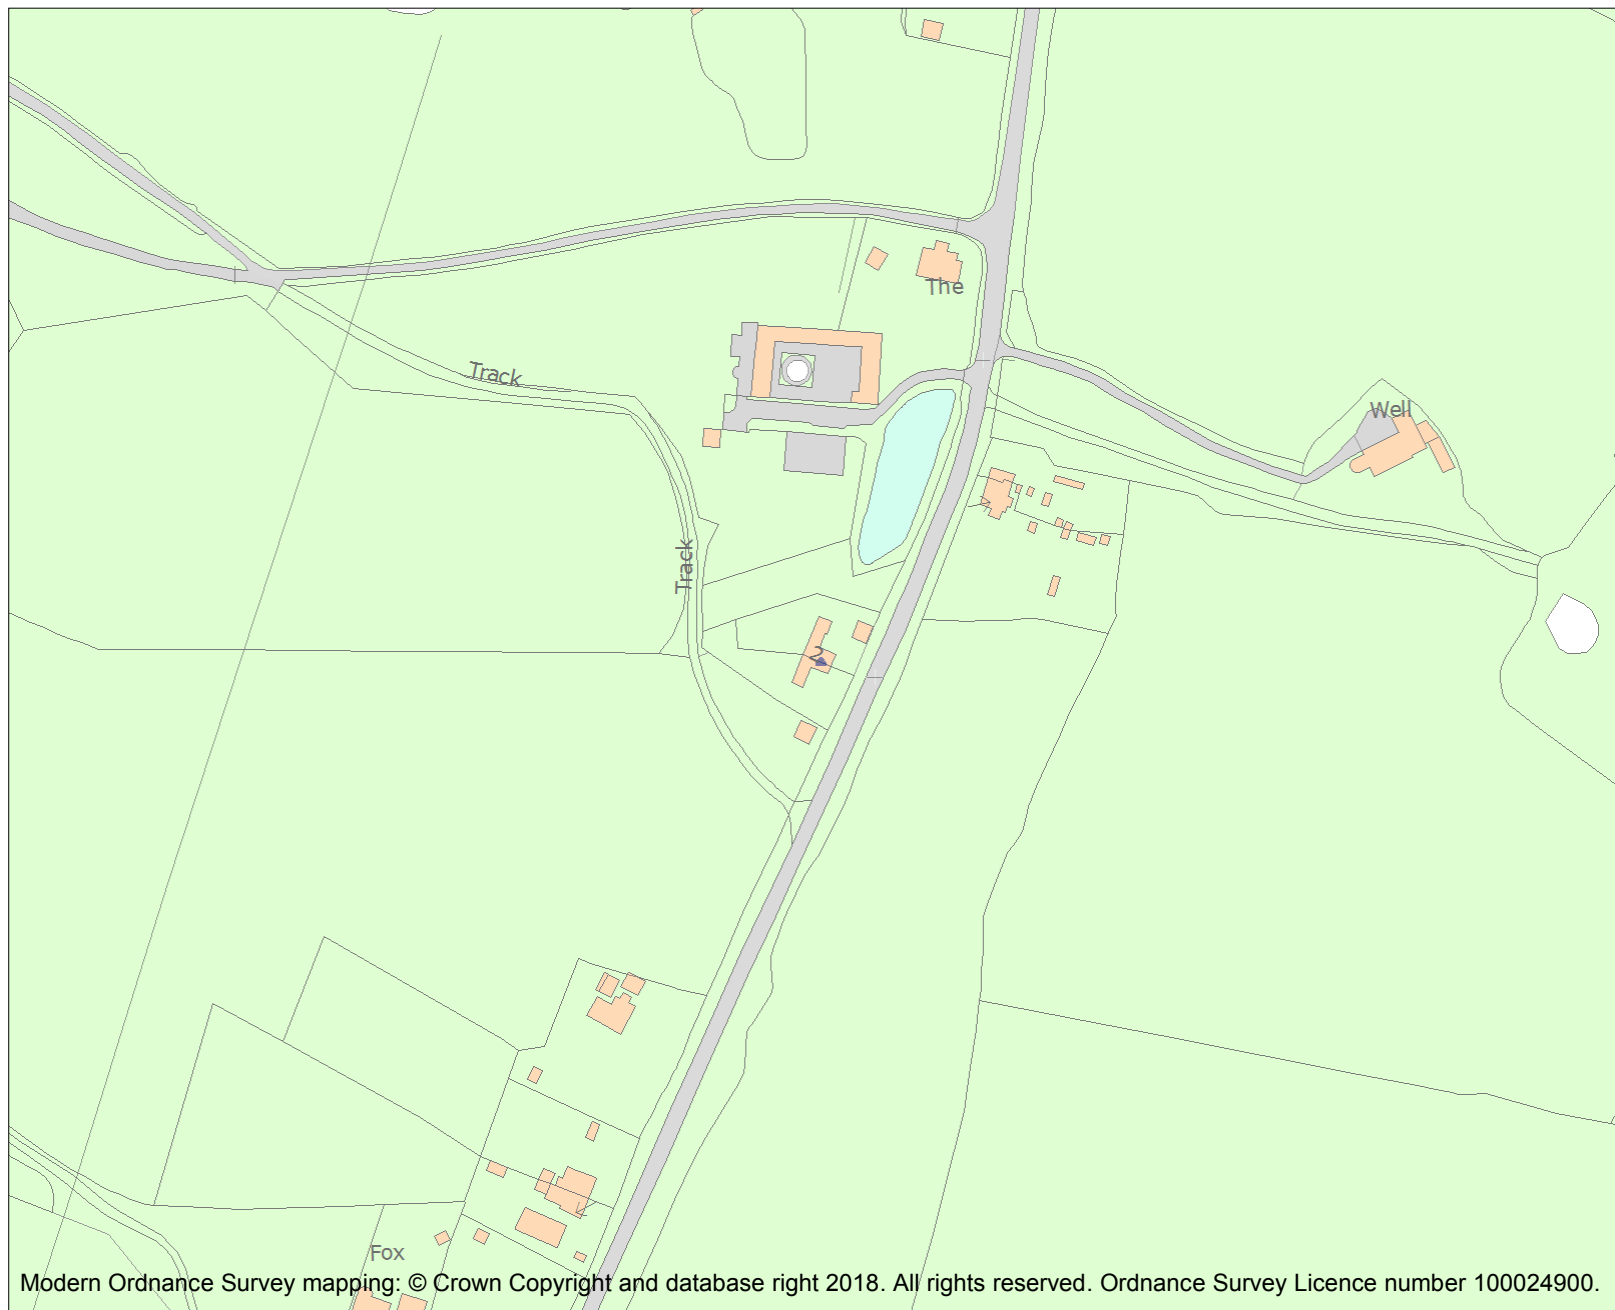 The
Track
Well
Track
2
Fox
Modern Ordnance Survey mapping: © Crown Copyright and database right 2018. All rights reserved. Ordnance Survey Licence number 100024900.